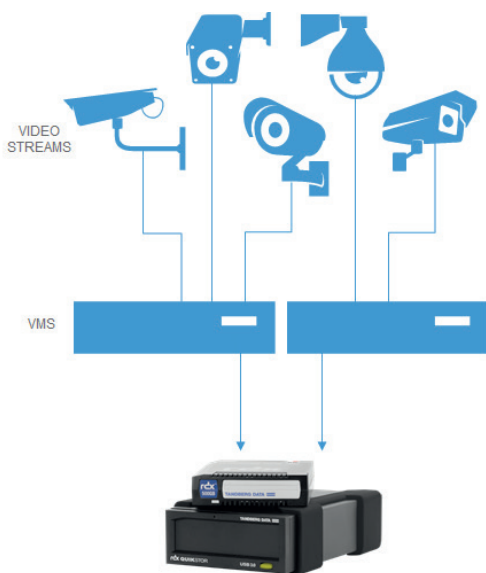 VIDEO
STREAMS
VMS
rdx
TANDBERG DATA
TANDBERG DATA
rdx QUIKSTOR
USB 3.0